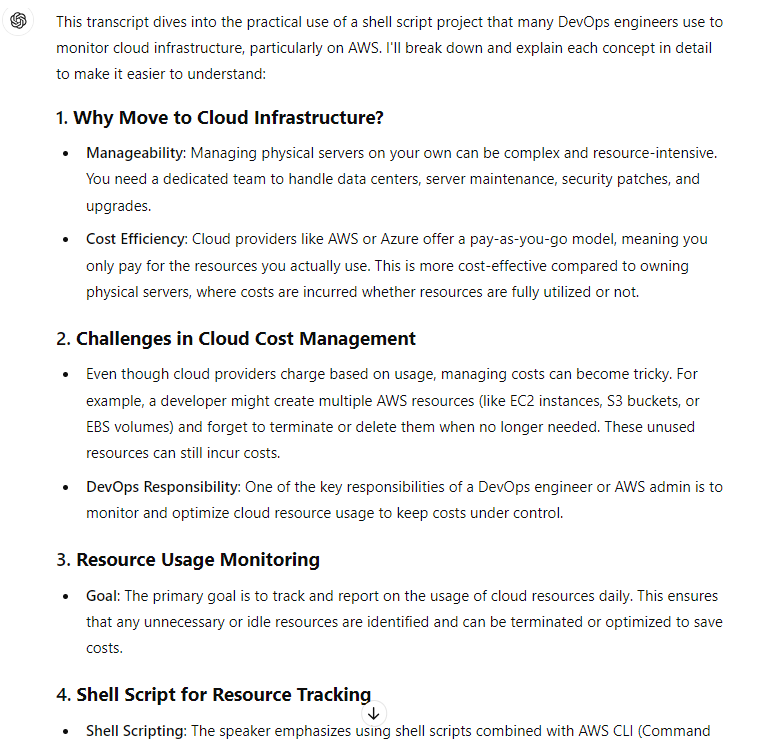 This transcript dives into the practical use of a shell script project that many DevOps engineers use to
monitor cloud infrastructure, particularly on AWS. I'll break down and explain each concept in detail
to make it easier to understand:
1. Why Move to Cloud Infrastructure?
• Manageability: Managing physical servers on your own can be complex and resource-intensive.
You need a dedicated team to handle data centers, server maintenance, security patches, and
upgrades.
• Cost Efficiency: Cloud providers like AWS or Azure offer a pay-as-you-go model, meaning you
only pay for the resources you actually use. This is more cost-effective compared to owning
physical servers, where costs are incurred whether resources are fully utilized or not.
2. Challenges in Cloud Cost Management
• Even though cloud providers charge based on usage, managing costs can become tricky. For
example, a developer might create multiple AWS resources (like EC2 instances, S3 buckets, or
EBS volumes) and forget to terminate or delete them when no longer needed. These unused
resources can still incur costs.
• DevOps Responsibility: One of the key responsibilities of a DevOps engineer or AWS admin is to
monitor and optimize cloud resource usage to keep costs under control.
3. Resource Usage Monitoring
• Goal: The primary goal is to track and report on the usage of cloud resources daily. This ensures
that any unnecessary or idle resources are identified and can be terminated or optimized to save
costs.
4. Shell Script for Resource Tracking
• Shell Scripting: The speaker emphasizes using shell scripts combined with AWS CLI (Command